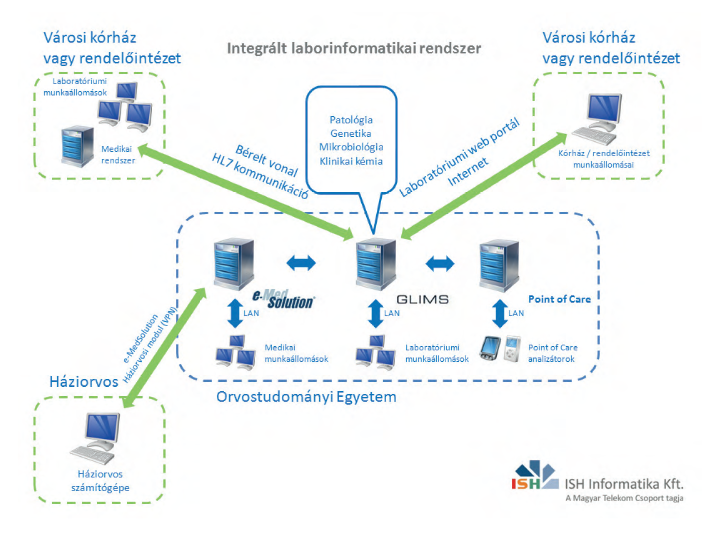 Városi kórház
vagy rendelőintézet
Integrált laborinformatikai rendszer
Városi kórház
vagy rendelőintézet
Laboratóriumi
munkaállomások
Medikai
rendszer
Patológia
Genetika
Mikrobiológia
Klinikai kémia
Kórház / rendelőintézet
munkaállomásai
Bérelt vonal
HL7 kommunikáció
Laboratóriumi web portál
Internet
e-Med
Solution®
GLIMS
Point of Care
LAN
LAN
LAN
Medikai
munkaállomások
Laboratóriumi
munkaállomások
Point of Care
analizátorok
e-MedSolution
Háziorvosi modul (VPN)
Orvostudományi Egyetem
Háziorvos
Háziorvos
számítógépe
ISH
ISH Informatika Kft.
A Magyar Telekom Csoport tagja